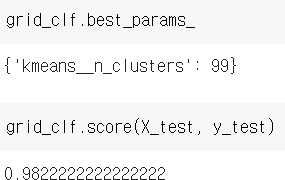 grid_clf.best_params_
{'kmeans__n_clusters': 99}
grid_clf.score(X_test, y_test)
0.9822222222222222